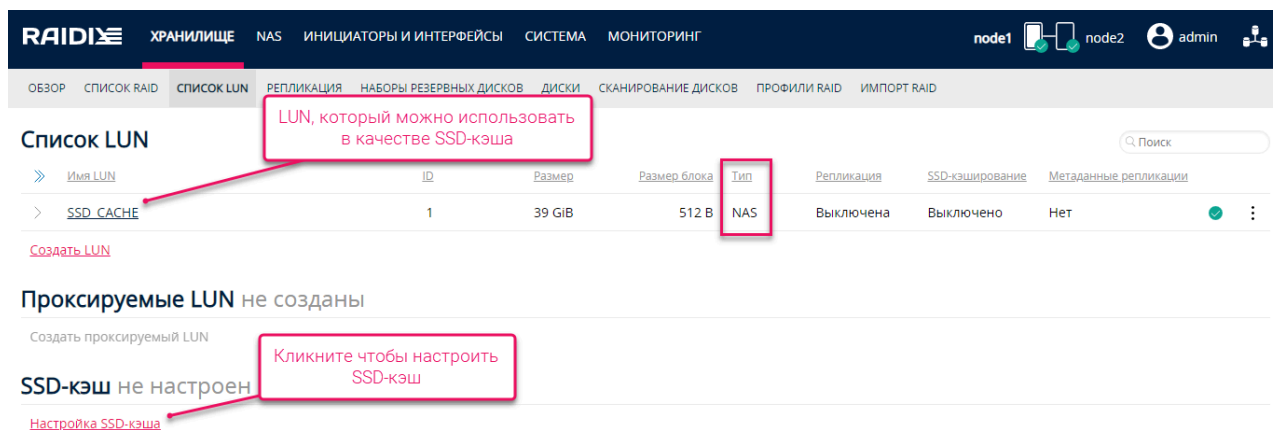 RAIDIX ХРАНИЛИЩЕ NAS ИНИЦИАТОРЫ И ИНТЕРФЕЙСЫ СИСТЕМА МОНИТОРИНГ node1 node2 admin
ОБЗОР СПИСОК RAID СПИСОК LUN РЕПЛИКАЦИЯ НАБОРЫ РЕЗЕРВНЫХ ДИСКОВ ДИСКИ СКАНИРОВАНИЕ ДИСКОВ ПРОФИЛИ RAID ИМПОРТ RAID
LUN, который можно использовать
в качестве SSD-кэша
Список LUN
Поиск
Имя LUN ID Размер Размер блока Тип Репликация SSD-кэширование Метаданные репликации
SSD_CACHE 1 39 GiB 512 B NAS Выключена Выключено Нет
Создать LUN
Проксируемые LUN не созданы
Создать проксируемый LUN
Кликните чтобы настроить
SSD-кэш
SSD-кэш не настроен
Настройка SSD-кэша